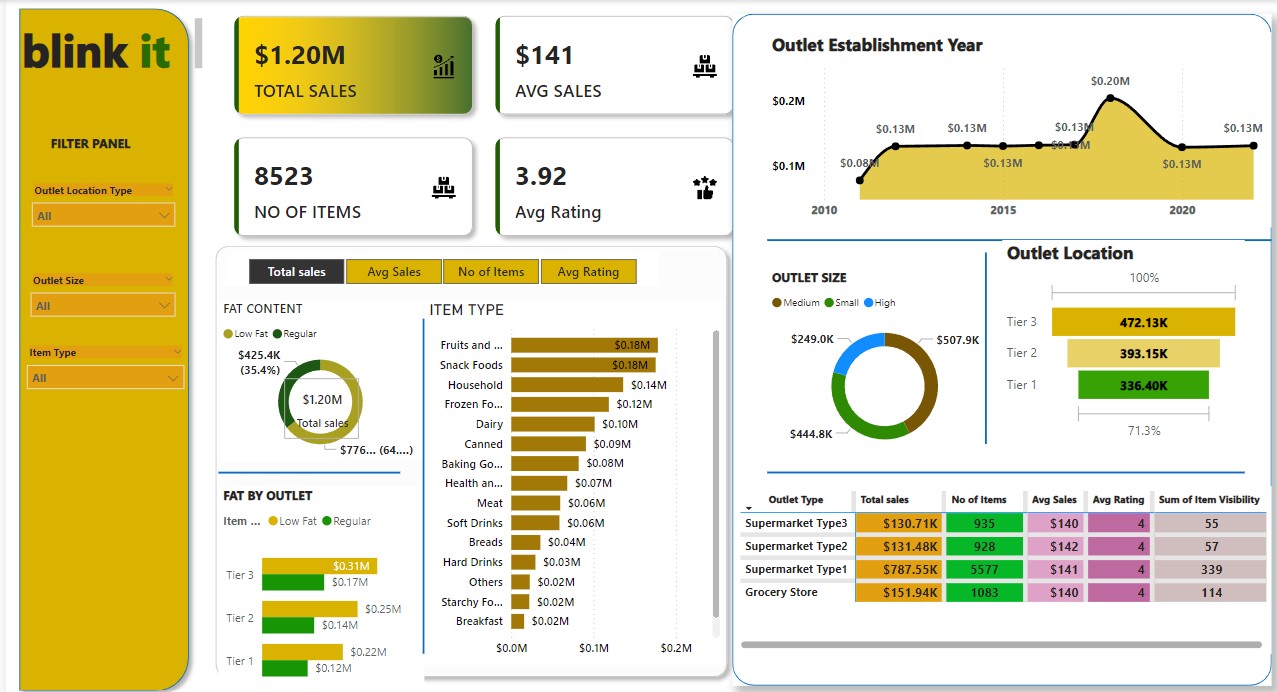 blink it
FILTER PANEL
Outlet Location Type
All
Outlet Size
All
Item Type
All
$1.20M
TOTAL SALES
$141
AVG SALES
8523
NO OF ITEMS
3.92
Avg Rating
Total sales
Avg Sales
No of Items
Avg Rating
FAT CONTENT
Low Fat Regular
$425.4K
(35.4%)
$1.20M
Total sales
$776... (64....)
FAT BY OUTLET
Item ... Low Fat Regular
Tier 3 $0.31M
$0.17M
Tier 2 $0.25M
$0.14M
Tier 1 $0.22M
$0.12M
ITEM TYPE
Fruits and ... $0.18M
Snack Foods $0.18M
Household $0.14M
Frozen Fo... $0.12M
Dairy $0.10M
Canned $0.09M
Baking Go... $0.08M
Health an... $0.07M
Meat $0.06M
Soft Drinks $0.06M
Breads $0.04M
Hard Drinks $0.03M
Others $0.02M
Starchy Fo... $0.02M
Breakfast $0.02M
$0.0M $0.1M $0.2M
Outlet Establishment Year
$0.20M
$0.2M
$0.13M $0.13M $0.13M $0.13M
$0.13M
$0.08M $0.13M $0.13M
$0.1M
2010 2015 2020
OUTLET SIZE
Medium Small High
$249.0K $507.9K
$444.8K
Outlet Location
100%
Tier 3 472.13K
Tier 2 393.15K
Tier 1 336.40K
71.3%
Outlet Type Total sales No of Items Avg Sales Avg Rating Sum of Item Visibility
Supermarket Type3 $130.71K 935 $140 4 55
Supermarket Type2 $131.48K 928 $142 4 57
Supermarket Type1 $787.55K 5577 $141 4 339
Grocery Store $151.94K 1083 $140 4 114